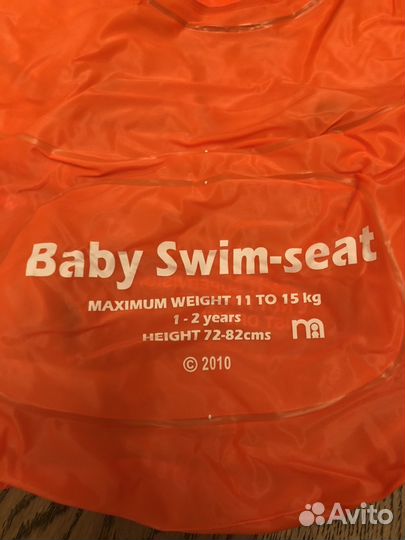 Baby Swim-seat
MAXIMUM WEIGHT 11 TO 15 kg
1 - 2 years
HEIGHT 72-82cms
© 2010
Avito